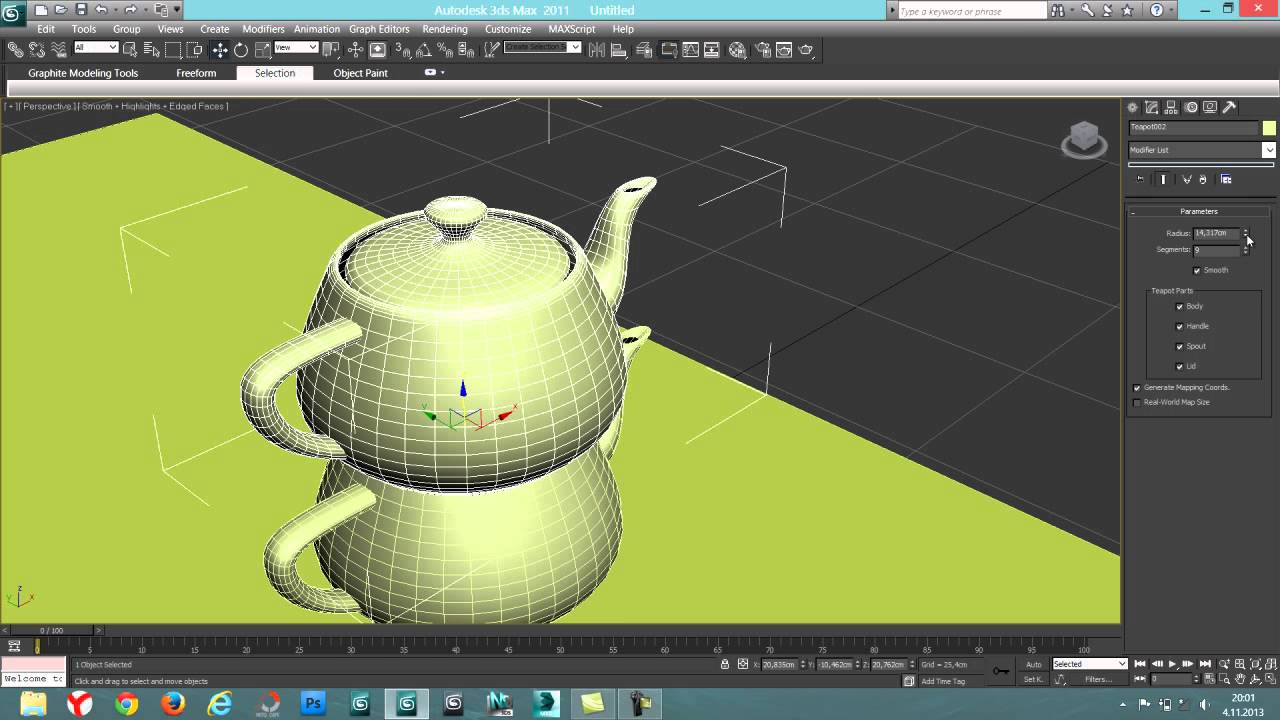 Autodesk 3ds Max 2011 Untitled
Type a keyword or phrase
Edit Tools Group Views Create Modifiers Animation Graph Editors Rendering Customize MAXScript Help
All
View
Create Selection S
Graphite Modeling Tools Freeform Selection Object Paint
[ + ][ Perspective ][ Smooth + Highlights + Edged Faces ]
Teapot002
Modifier List
Parameters
Radius: 14,317cm
Segments: 9
Smooth
Teapot Parts
Body
Handle
Spout
Lid
Generate Mapping Coords.
Real-World Map Size
Y X
z
y x
0 / 100
0 5 10 15 20 25 30 35 40 45 50 55 60 65 70 75 80 85 90 95 100
1 Object Selected
X: 20,835cm Y: -10,462cm Z: 20,762cm
Grid = 25,4cm
Auto
Selected
Welcome to
Click and drag to select and move objects
Add Time Tag
Set K.
Filters...
0
Ps
20:01
4.11.2013